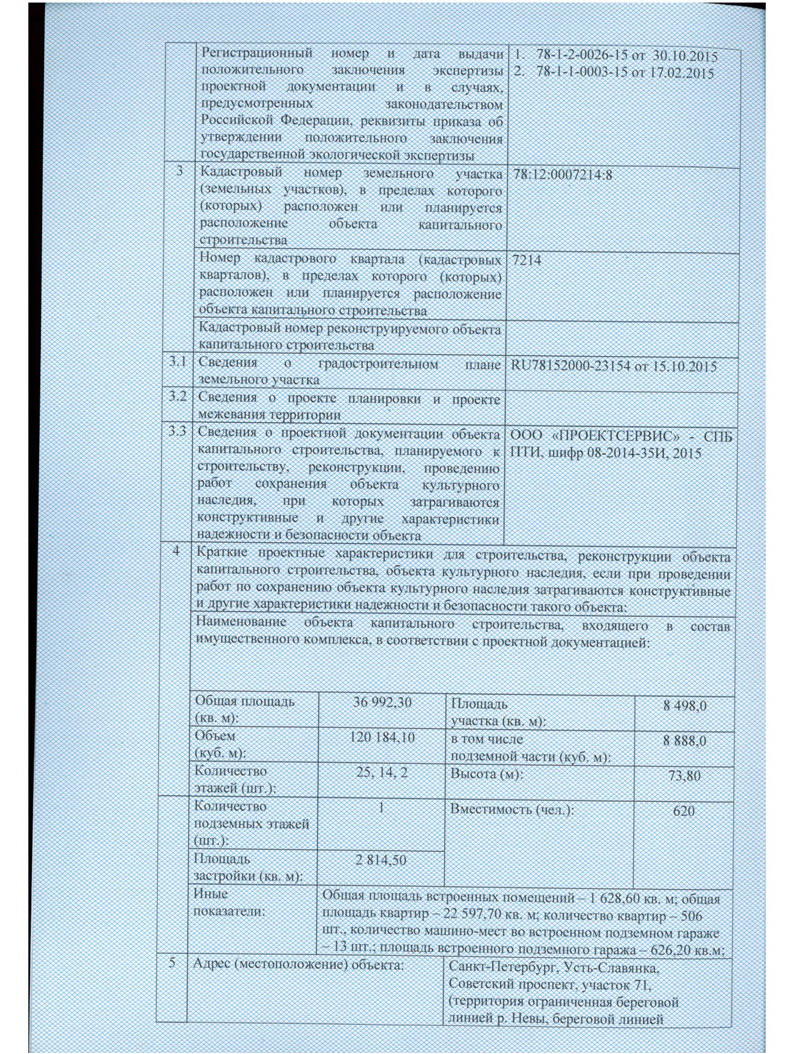 Регистрационный номер и дата выдачи
положительного заключения экспертизы
проектной документации и в случаях,
предусмотренных законодательством
Российской Федерации, реквизиты приказа об
утверждении положительного заключения
государственной экологической экспертизы
1. 78-1-2-0026-15 от 30.10.2015
2. 78-1-1-0003-15 от 17.02.2015
3
Кадастровый номер земельного участка
(земельных участков), в пределах которого
(которых) расположен или планируется
расположение объекта капитального
строительства
78:12:0007214:8
Номер кадастрового квартала (кадастровых
кварталов), в пределах которого (которых)
расположен или планируется расположение
объекта капитального строительства
7214
Кадастровый номер реконструируемого объекта
капитального строительства
3.1
Сведения о градостроительном плане
земельного участка
RU78152000-23154 от 15.10.2015
3.2
Сведения о проекте планировки и проекте
межевания территории
3.3
Сведения о проектной документации объекта
капитального строительства, планируемого к
строительству, реконструкции, проведению
работ сохранения объекта культурного
наследия, при которых затрагиваются
конструктивные и другие характеристики
надежности и безопасности объекта
ООО «ПРОЕКТСЕРВИС» - СПБ
ПТИ, шифр 08-2014-35И, 2015
4
Краткие проектные характеристики для строительства, реконструкции объекта
капитального строительства, объекта культурного наследия, если при проведении
работ по сохранению объекта культурного наследия затрагиваются конструктивные
и другие характеристики надежности и безопасности такого объекта:
Наименование объекта капитального строительства, входящего в состав
имущественного комплекса, в соответствии с проектной документацией:
Общая площадь
(кв. м):
36 992,30
Площадь
участка (кв. м):
8 498,0
Объем
(куб. м):
120 184,10
в том числе
подземной части (куб. м):
8 888,0
Количество
этажей (шт.):
25, 14, 2
Высота (м):
73,80
Количество
подземных этажей
(шт.):
1
Вместимость (чел.):
620
Площадь
застройки (кв. м):
2 814,50
Иные
показатели:
Общая площадь встроенных помещений – 1 628,60 кв. м; общая
площадь квартир – 22 597,70 кв. м; количество квартир – 506
шт., количество машино-мест во встроенном подземном гараже
– 13 шт.; площадь встроенного подземного гаража – 626,20 кв.м;
5
Адрес (местоположение) объекта:
Санкт-Петербург, Усть-Славянка,
Советский проспект, участок 71,
(территория ограниченная береговой
линией р. Невы, береговой линией